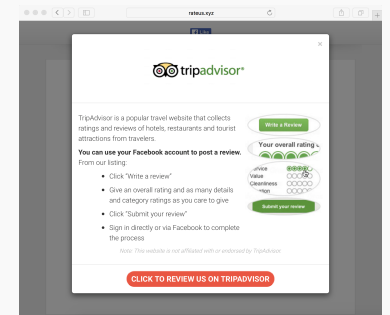 rateus.xyz
Like
×
tripadvisor®
TripAdvisor is a popular travel website that collects
ratings and reviews of hotels, restaurants and tourist
attractions from travelers.
You can use your Facebook account to post a review.
From our listing:
• Click "Write a review"
• Give an overall rating and as many details
and category ratings as you care to give
• Click "Submit your review"
• Sign in directly or via Facebook to complete
the process
Write a Review
Your overall rating
Value
Cleanliness
Submit your review
Note: This website is not affiliated with or endorsed by TripAdvisor
CLICK TO REVIEW US ON TRIPADVISOR